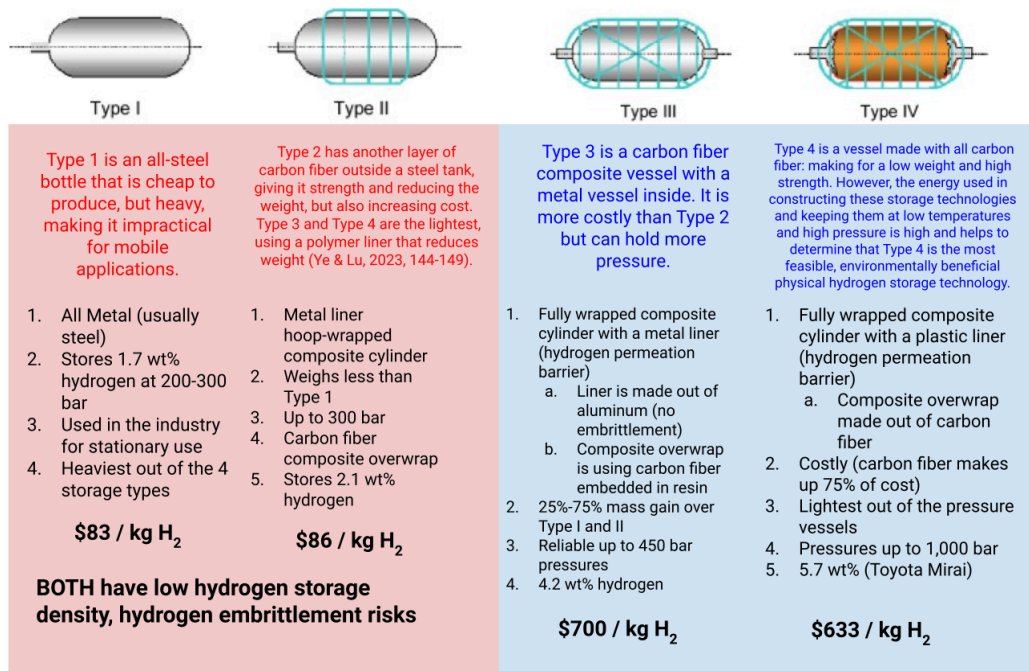 Type I
Type II
Type III
Type IV
Type 1 is an all-steel
bottle that is cheap to
produce, but heavy,
making it impractical
for mobile
applications.
1. All Metal (usually
steel)
2. Stores 1.7 wt%
hydrogen at 200-300
bar
3. Used in the industry
for stationary use
4. Heaviest out of the 4
storage types
$83 / kg H₂
Type 2 has another layer of
carbon fiber outside a steel tank,
giving it strength and reducing the
weight, but also increasing cost.
Type 3 and Type 4 are the lightest,
using a polymer liner that reduces
weight (Ye & Lu, 2023, 144-149).
1. Metal liner
hoop-wrapped
composite cylinder
2. Weighs less than
Type 1
3. Up to 300 bar
4. Carbon fiber
composite overwrap
5. Stores 2.1 wt%
hydrogen
$86 / kg H₂
BOTH have low hydrogen storage
density, hydrogen embrittlement risks
Type 3 is a carbon fiber
composite vessel with a
metal vessel inside. It is
more costly than Type 2
but can hold more
pressure.
1. Fully wrapped composite
cylinder with a metal liner
(hydrogen permeation
barrier)
a. Liner is made out of
aluminum (no
embrittlement)
b. Composite overwrap
is using carbon fiber
embedded in resin
2. 25%-75% mass gain over
Type I and II
3. Reliable up to 450 bar
pressures
4. 4.2 wt% hydrogen
$700 / kg H₂
Type 4 is a vessel made with all carbon
fiber: making for a low weight and high
strength. However, the energy used in
constructing these storage technologies
and keeping them at low temperatures
and high pressure is high and helps to
determine that Type 4 is the most
feasible, environmentally beneficial
physical hydrogen storage technology.
1. Fully wrapped composite
cylinder with a plastic liner
(hydrogen permeation
barrier)
a. Composite overwrap
made out of carbon
fiber
2. Costly (carbon fiber makes
up 75% of cost)
3. Lightest out of the pressure
vessels
4. Pressures up to 1,000 bar
5. 5.7 wt% (Toyota Mirai)
$633 / kg H₂